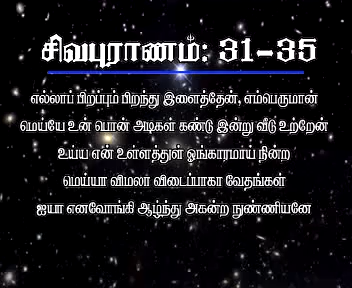 சிவபுராணம்: 31-35
எல்லாப் பிறப்பும் பிறந்து இளைத்தேன், எம்பெருமான்
மெய்யே உன் பொன் அடிகள் கண்டு இன்று வீடு உற்றேன்
உய்ய என் உள்ளத்துள் ஓங்காரமாய் நின்ற
மெய்யா விமலா விடைப்பாகா வேதங்கள்
ஐயா எனவோங்கி ஆழ்ந்து அகன்ற நுண்ணியனே